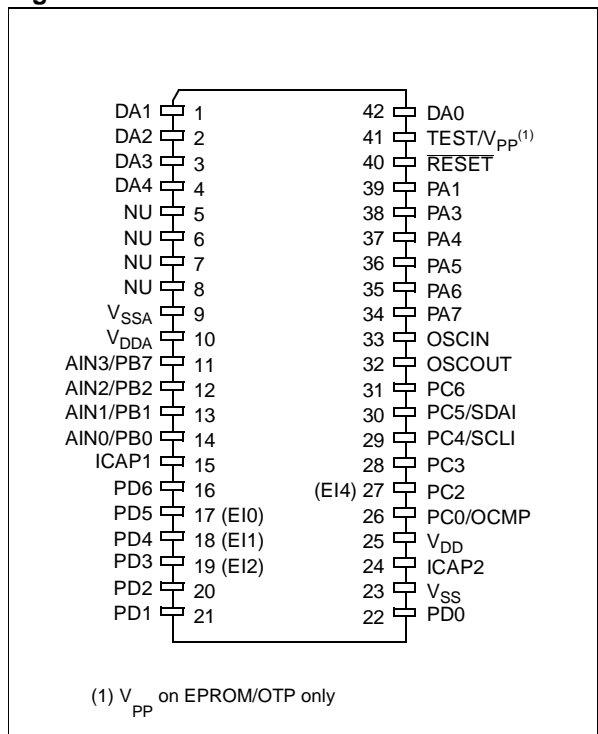 DA1 1 42 DA0
DA2 2 41 TEST/VPP(1)
DA3 3 40 RESET
DA4 4 39 PA1
NU 5 38 PA3
NU 6 37 PA4
NU 7 36 PA5
NU 8 35 PA6
VSSA 9 34 PA7
VDDA 10 33 OSCIN
AIN3/PB7 11 32 OSCOUT
AIN2/PB2 12 31 PC6
AIN1/PB1 13 30 PC5/SDAI
AIN0/PB0 14 29 PC4/SCLI
ICAP1 15 28 PC3
PD6 16 (EI4) 27 PC2
PD5 17 (EI0) 26 PC0/OCMP
PD4 18 (EI1) 25 VDD
PD3 19 (EI2) 24 ICAP2
PD2 20 23 VSS
PD1 21 22 PD0
(1) VPP on EPROM/OTP only